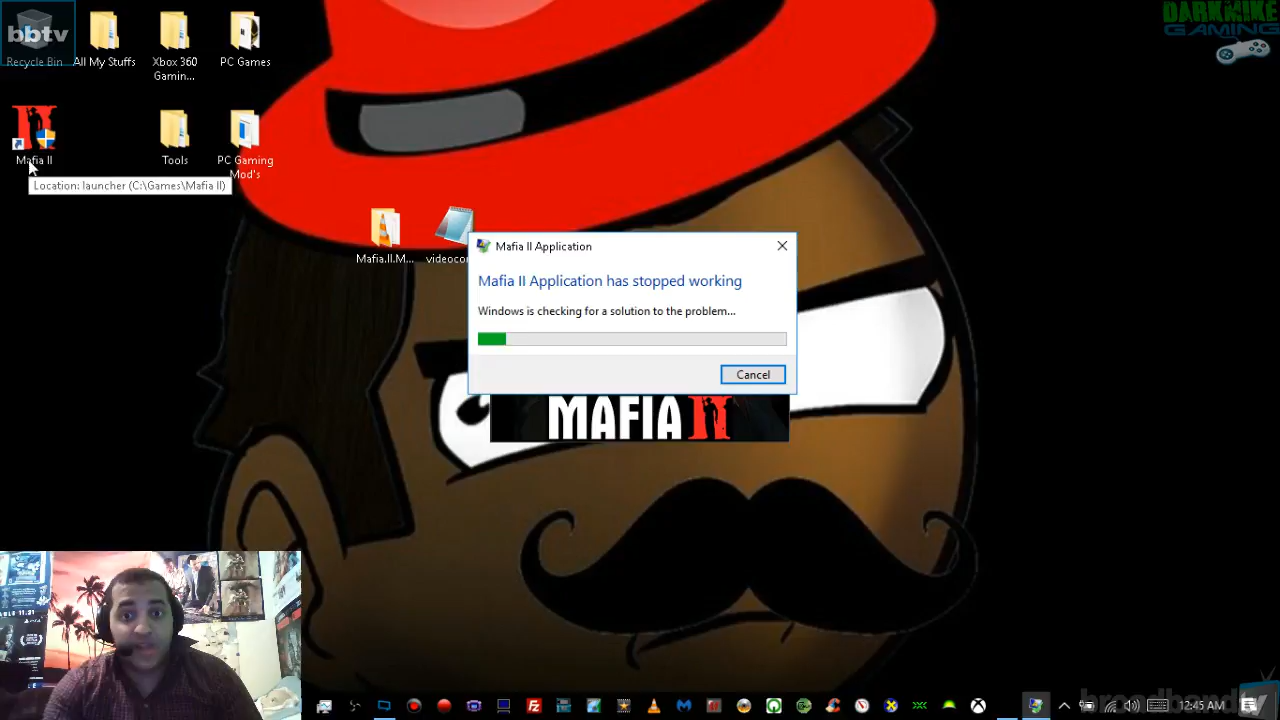 bbtv
Recycle Bin
All My Stuffs
Xbox 360
Gamin...
PC Games
DARKMIKE
GAMING
Mafia II
Tools
PC Gaming
Mod's
Location: launcher (C:\Games\Mafia II)
Mafia.II.M...
Mafia II Application
Mafia II Application has stopped working
Windows is checking for a solution to the problem...
Cancel
MAFIA II
12:45 AM